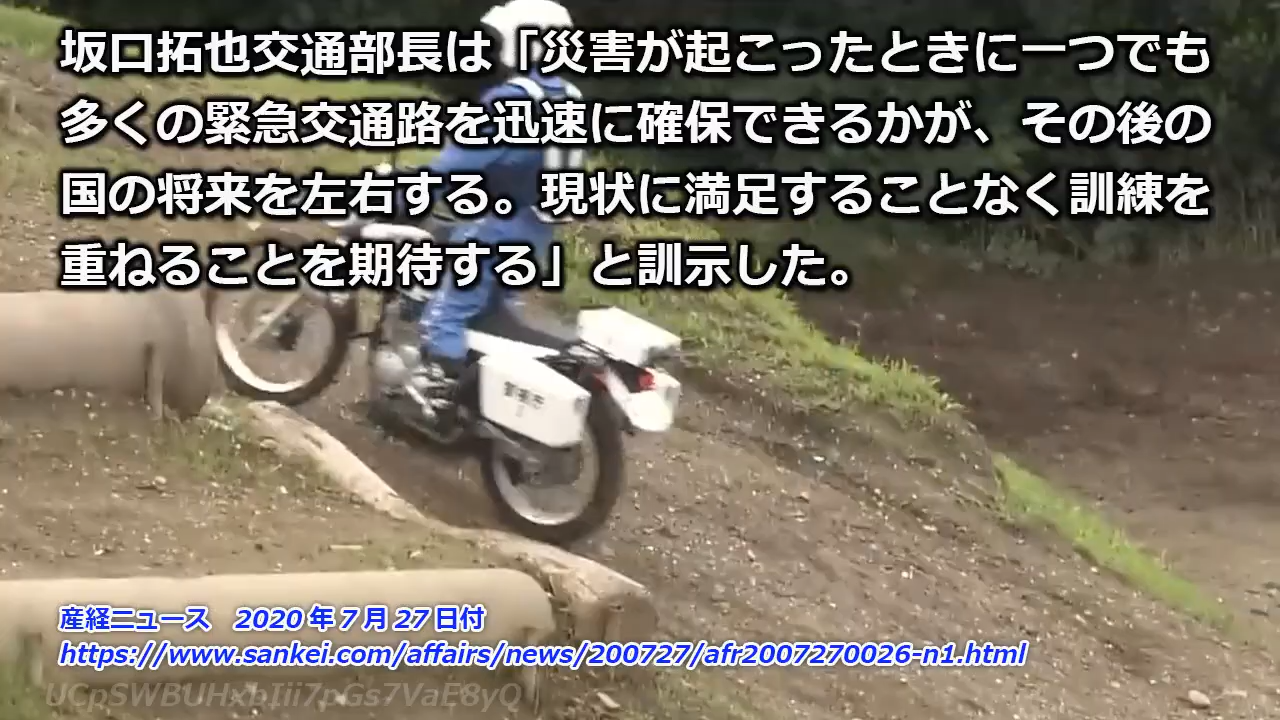 坂口拓也交通部長は「災害が起こったときに一つでも
多くの緊急交通路を迅速に確保できるかが、その後の
国の将来を左右する。現状に満足することなく訓練を
重ねることを期待する」と訓示した。
警視庁
産経ニュース　2020年7月27日付
https://www.sankei.com/affairs/news/200727/afr2007270026-n1.html
UCpSWBUHxbIii7pGs7VaE8yQ